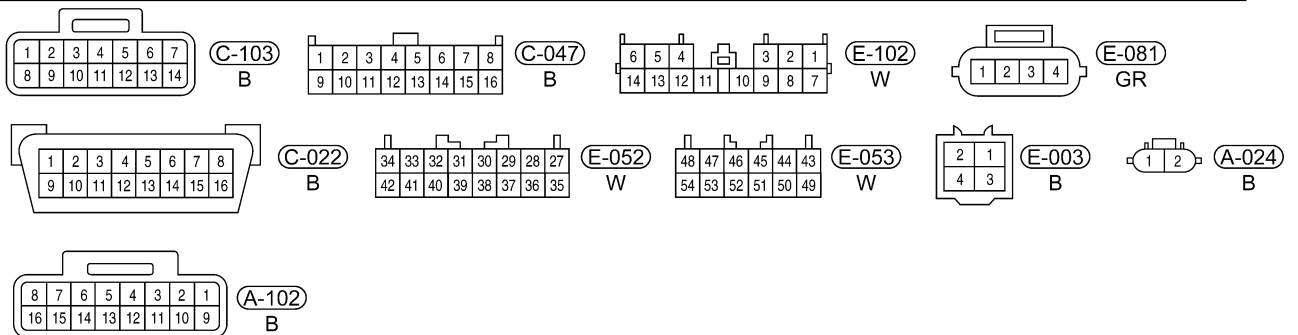 1 2 3 4 5 6 7
8 9 10 11 12 13 14
C-103
B
1 2 3 4 5 6 7 8
9 10 11 12 13 14 15 16
C-047
B
6 5 4 3 2 1
14 13 12 11 10 9 8 7
E-102
W
1 2 3 4
E-081
GR
1 2 3 4 5 6 7 8
9 10 11 12 13 14 15 16
C-022
B
34 33 32 31 30 29 28 27
42 41 40 39 38 37 36 35
E-052
W
48 47 46 45 44 43
54 53 52 51 50 49
E-053
W
2 1
4 3
E-003
B
1 2
A-024
B
8 7 6 5 4 3 2 1
16 15 14 13 12 11 10 9
A-102
B